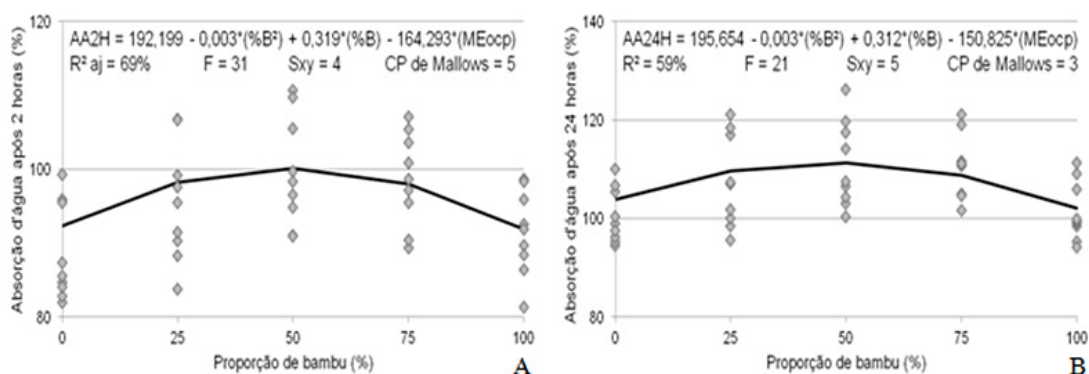 Absorção d'água após 2 horas (%)
120
100
80
AA2H = 192,199 - 0,003*(%B²) + 0,319*(%B) - 164,293*(MEocp)
R² aj = 69% F = 31 Sxy = 4 CP de Mallows = 5
0 25 50 75 100
Proporção de bambu (%)
A
Absorção d'água após 24 horas (%)
140
120
100
80
AA24H = 195,654 - 0,003*(%B²) + 0,312*(%B) - 150,825*(MEocp)
R² = 59% F = 21 Sxy = 5 CP de Mallows = 3
0 25 50 75 100
Proporção de bambu (%)
B